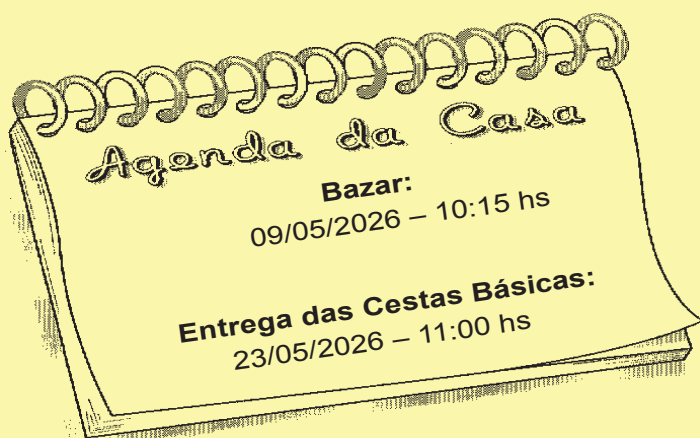 Agenda da Casa
Bazar:
09/05/2026 – 10:15 hs
Entrega das Cestas Básicas:
23/05/2026 – 11:00 hs